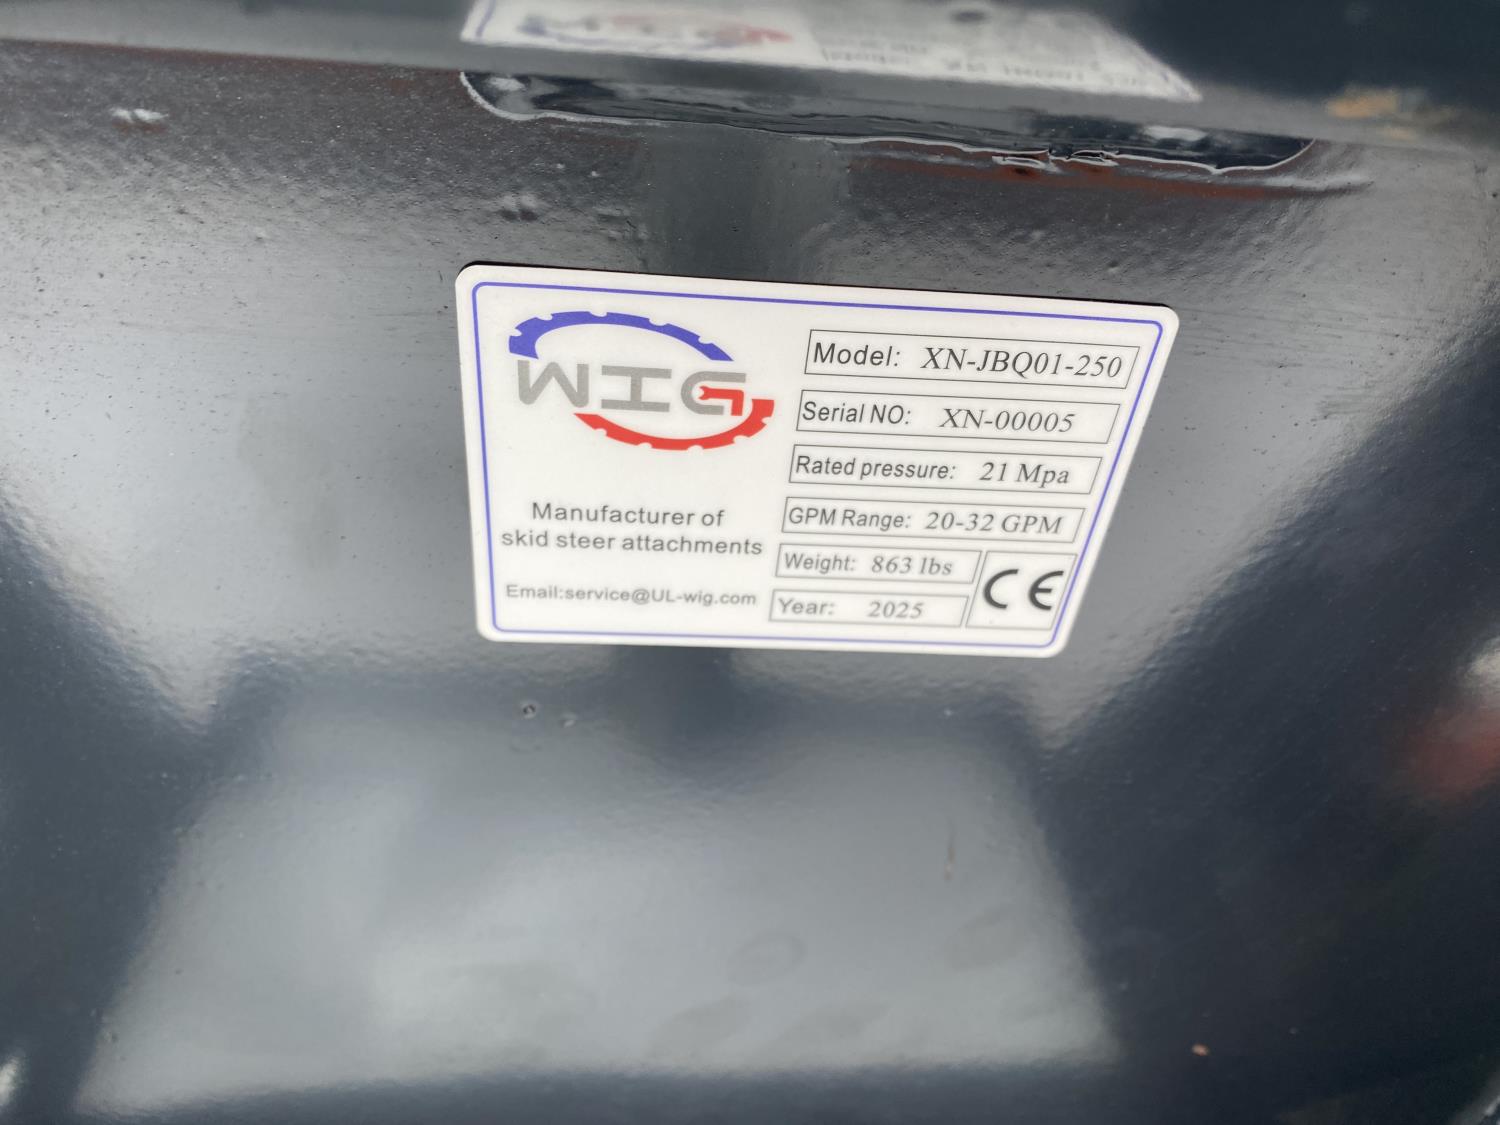 WIG
Manufacturer of
skid steer attachments
Email:service@UL-wig.com
Model: XN-JBQ01-250
Serial NO: XN-00005
Rated pressure: 21 Mpa
GPM Range: 20-32 GPM
Weight: 863 lbs
Year: 2025
CE